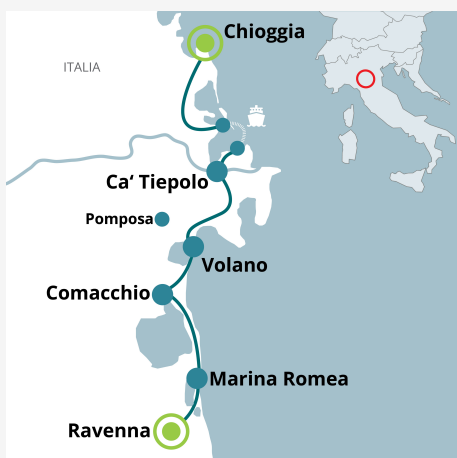 Chioggia
ITALIA
Ca‘ Tiepolo
Pomposa
Volano
Comacchio
Marina Romea
Ravenna